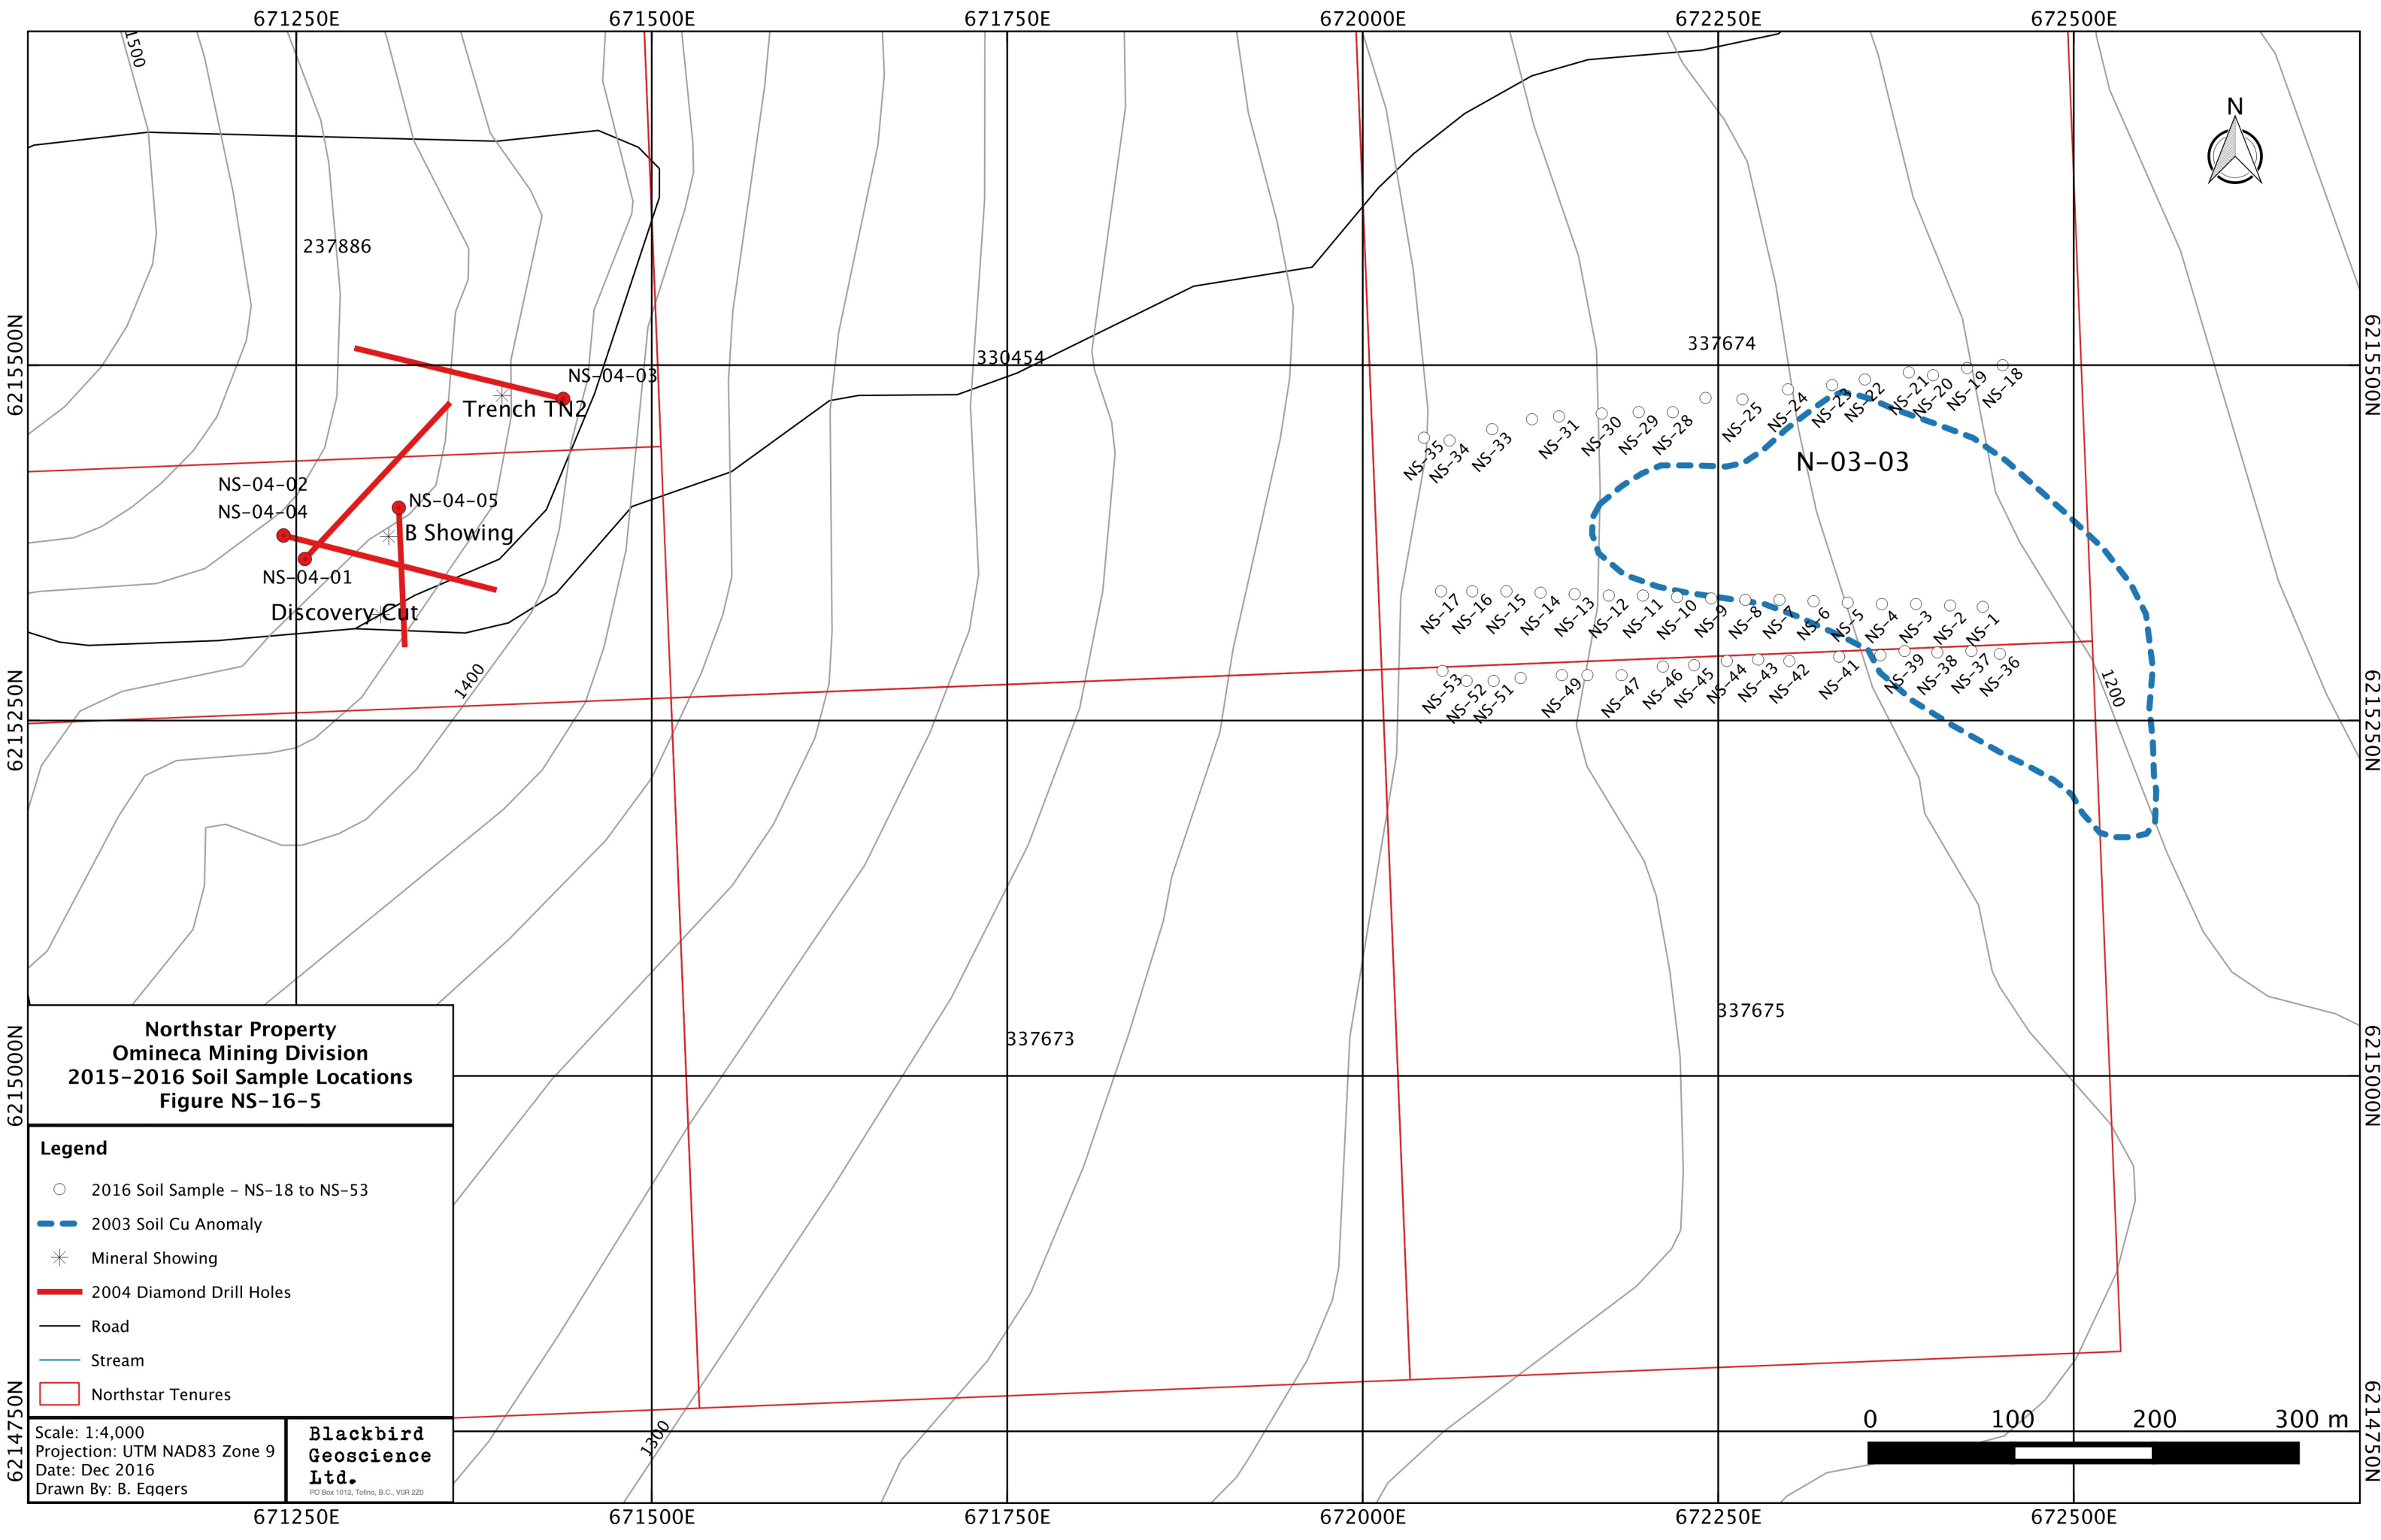 671250E
671500E
671750E
672000E
672250E
672500E
1500
N
237886
6215500N
6215500N
330454
337674
NS-04-03
Trench TN2
NS-18
NS-19
NS-20
NS-21
NS-22
NS-23
NS-24
NS-25
NS-28
NS-29
NS-30
NS-31
NS-33
NS-34
NS-35
N-03-03
NS-04-02
NS-04-04
NS-04-05
B Showing
NS-04-01
Discovery Cut
NS-17
NS-16
NS-15
NS-14
NS-13
NS-12
NS-11
NS-10
NS-9
NS-8
NS-7
NS-6
NS-5
NS-4
NS-3
NS-2
NS-1
1400
NS-53
NS-52
NS-51
NS-49
NS-47
NS-46
NS-45
NS-44
NS-43
NS-42
NS-41
NS-39
NS-38
NS-37
NS-36
1200
6215250N
6215250N
337675
337673
6215000N
6215000N
Northstar Property
Omineca Mining Division
2015-2016 Soil Sample Locations
Figure NS-16-5
Legend
2016 Soil Sample - NS-18 to NS-53
2003 Soil Cu Anomaly
Mineral Showing
2004 Diamond Drill Holes
Road
Stream
Northstar Tenures
Scale: 1:4,000
Projection: UTM NAD83 Zone 9
Date: Dec 2016
Drawn By: B. Eggers
Blackbird
Geoscience
Ltd.
PO Box 1012, Tofino, B.C., V0R 2Z0
1300
0 100 200 300 m
6214750N
6214750N
671250E
671500E
671750E
672000E
672250E
672500E